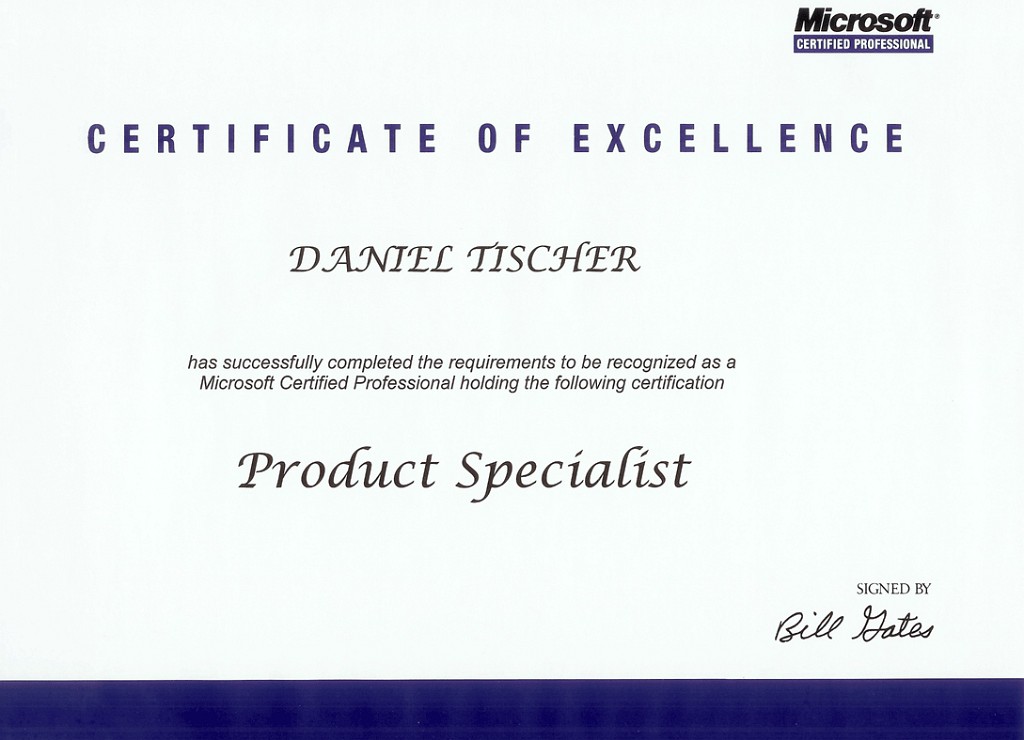 Microsoft®
CERTIFIED PROFESSIONAL
CERTIFICATE OF EXCELLENCE
DANIEL TISCHER
has successfully completed the requirements to be recognized as a
Microsoft Certified Professional holding the following certification
Product Specialist
SIGNED BY
Bill Gates